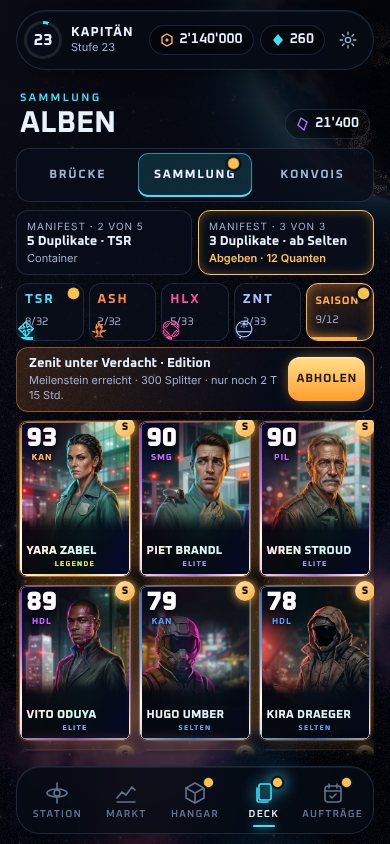 23
KAPITÄN
Stufe 23
2'140'000
260
SAMMLUNG
ALBEN
21'400
BRÜCKE
SAMMLUNG
KONVOIS
MANIFEST · 2 VON 5
5 Duplikate · TSR
Container
MANIFEST · 3 VON 3
3 Duplikate · ab Selten
Abgeben · 12 Quanten
TSR
ASH
HLX
ZNT
SAISON
9/32
2/32
5/33
3/33
9/12
Zenit unter Verdacht · Edition
Meilenstein erreicht · 300 Splitter · nur noch 2 T
15 Std.
ABHOLEN
93
KAN
S
YARA ZABEL
LEGENDE
90
SMG
S
PIET BRANDL
ELITE
90
PIL
S
WREN STROUD
ELITE
89
HDL
S
VITO ODUYA
ELITE
79
KAN
S
HUGO UMBER
SELTEN
78
HDL
S
KIRA DRAEGER
SELTEN
STATION
MARKT
HANGAR
DECK
AUFTRÄGE